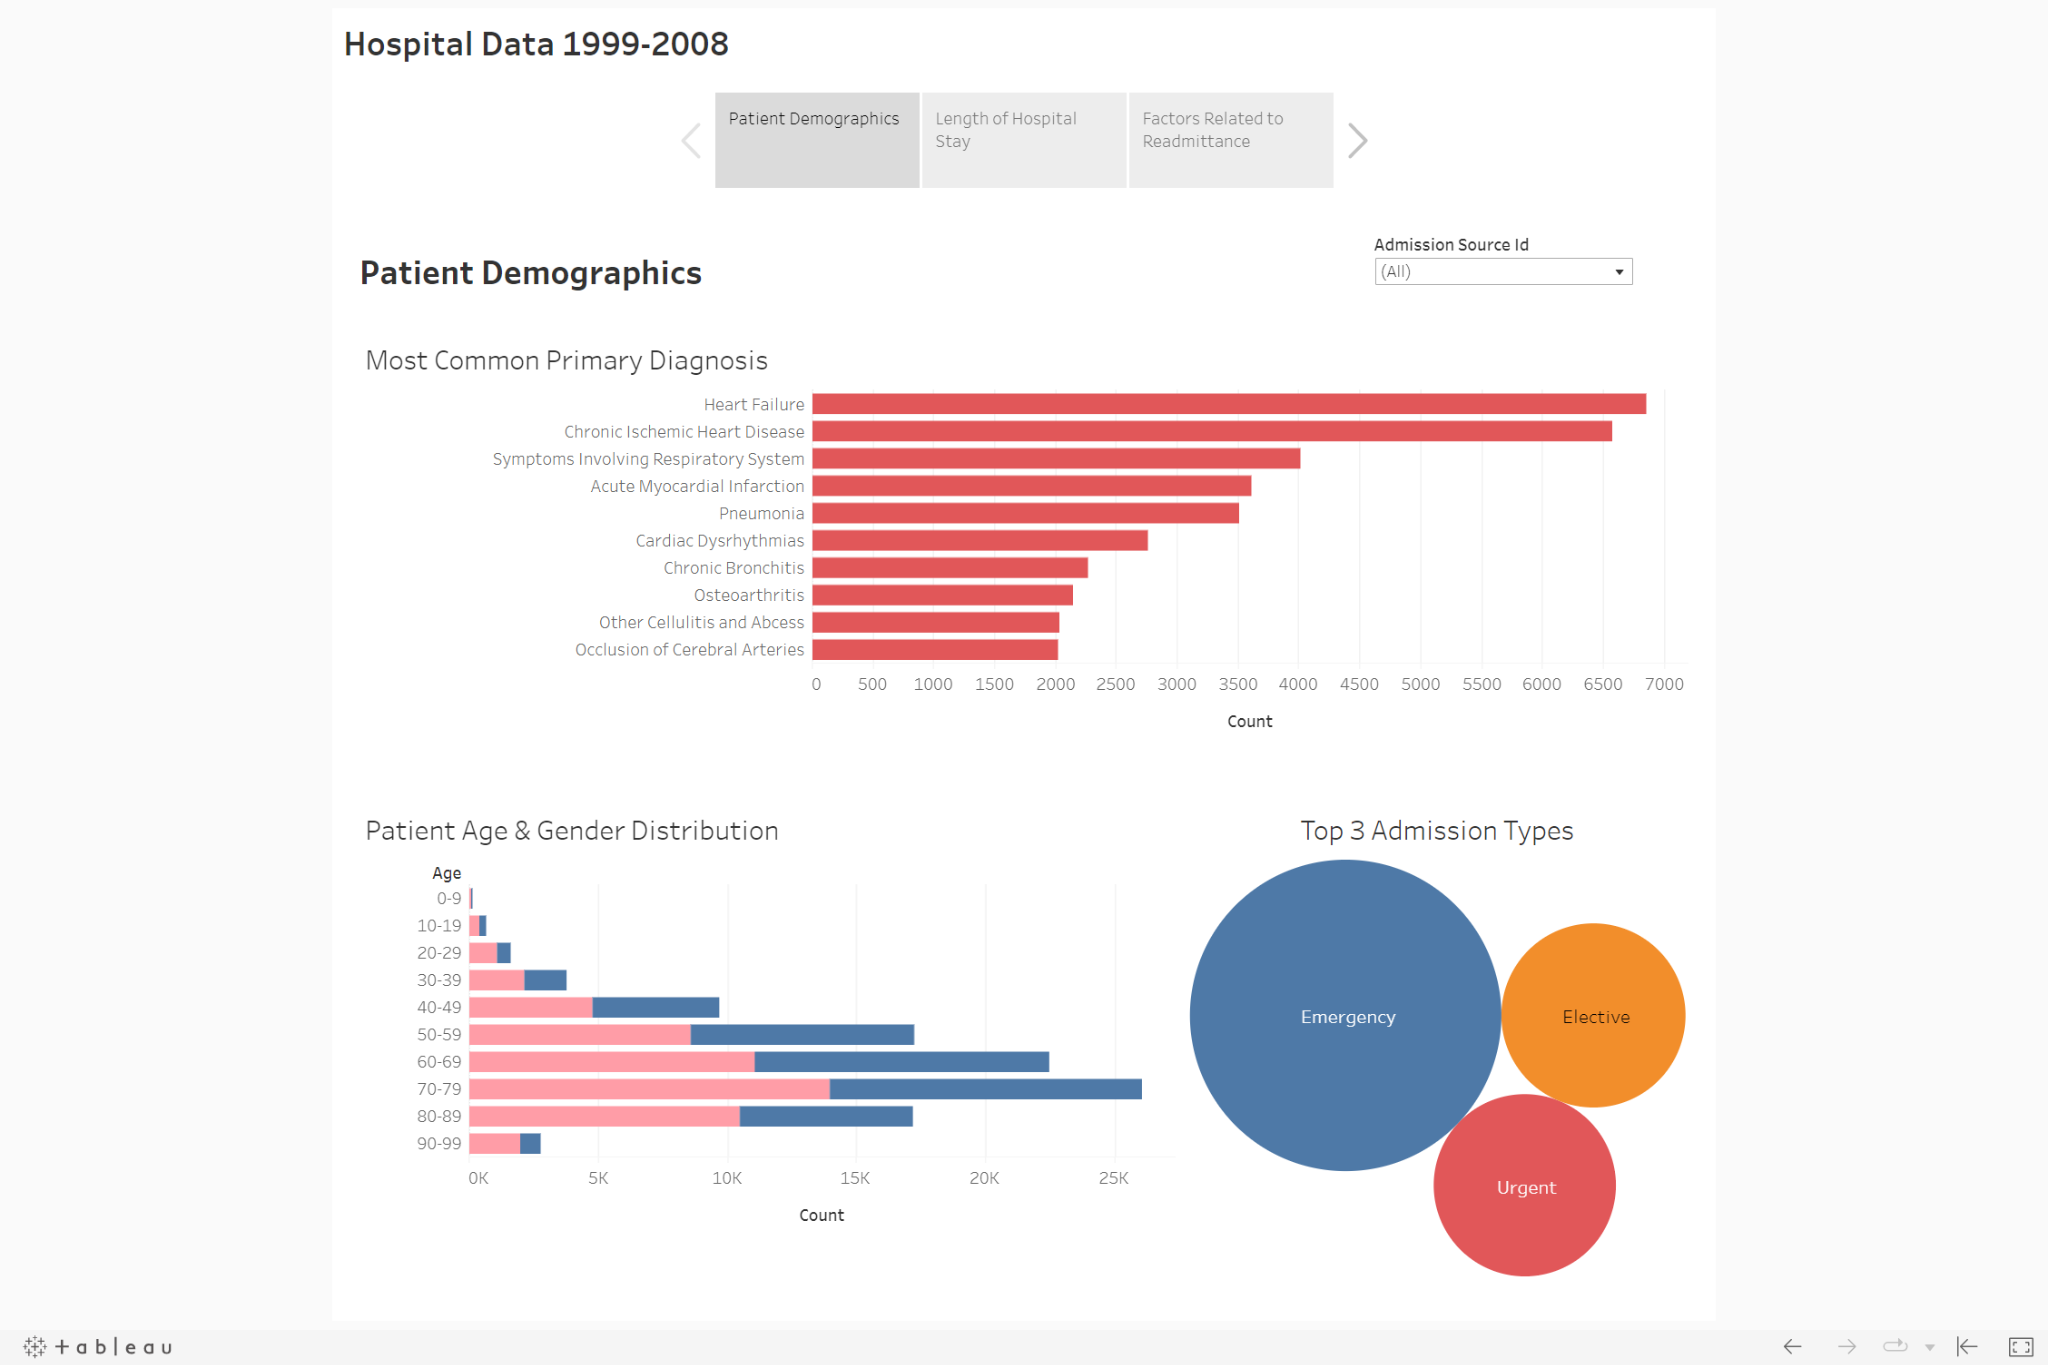 Hospital Data 1999-2008
Patient Demographics
Length of Hospital
Stay
Factors Related to
Readmittance
Admission Source Id
(All)
Patient Demographics
Most Common Primary Diagnosis
Heart Failure
Chronic Ischemic Heart Disease
Symptoms Involving Respiratory System
Acute Myocardial Infarction
Pneumonia
Cardiac Dysrhythmias
Chronic Bronchitis
Osteoarthritis
Other Cellulitis and Abcess
Occlusion of Cerebral Arteries
0 500 1000 1500 2000 2500 3000 3500 4000 4500 5000 5500 6000 6500 7000
Count
Patient Age & Gender Distribution
Age
0-9
10-19
20-29
30-39
40-49
50-59
60-69
70-79
80-89
90-99
0K 5K 10K 15K 20K 25K
Count
Top 3 Admission Types
Emergency
Elective
Urgent
+ableau